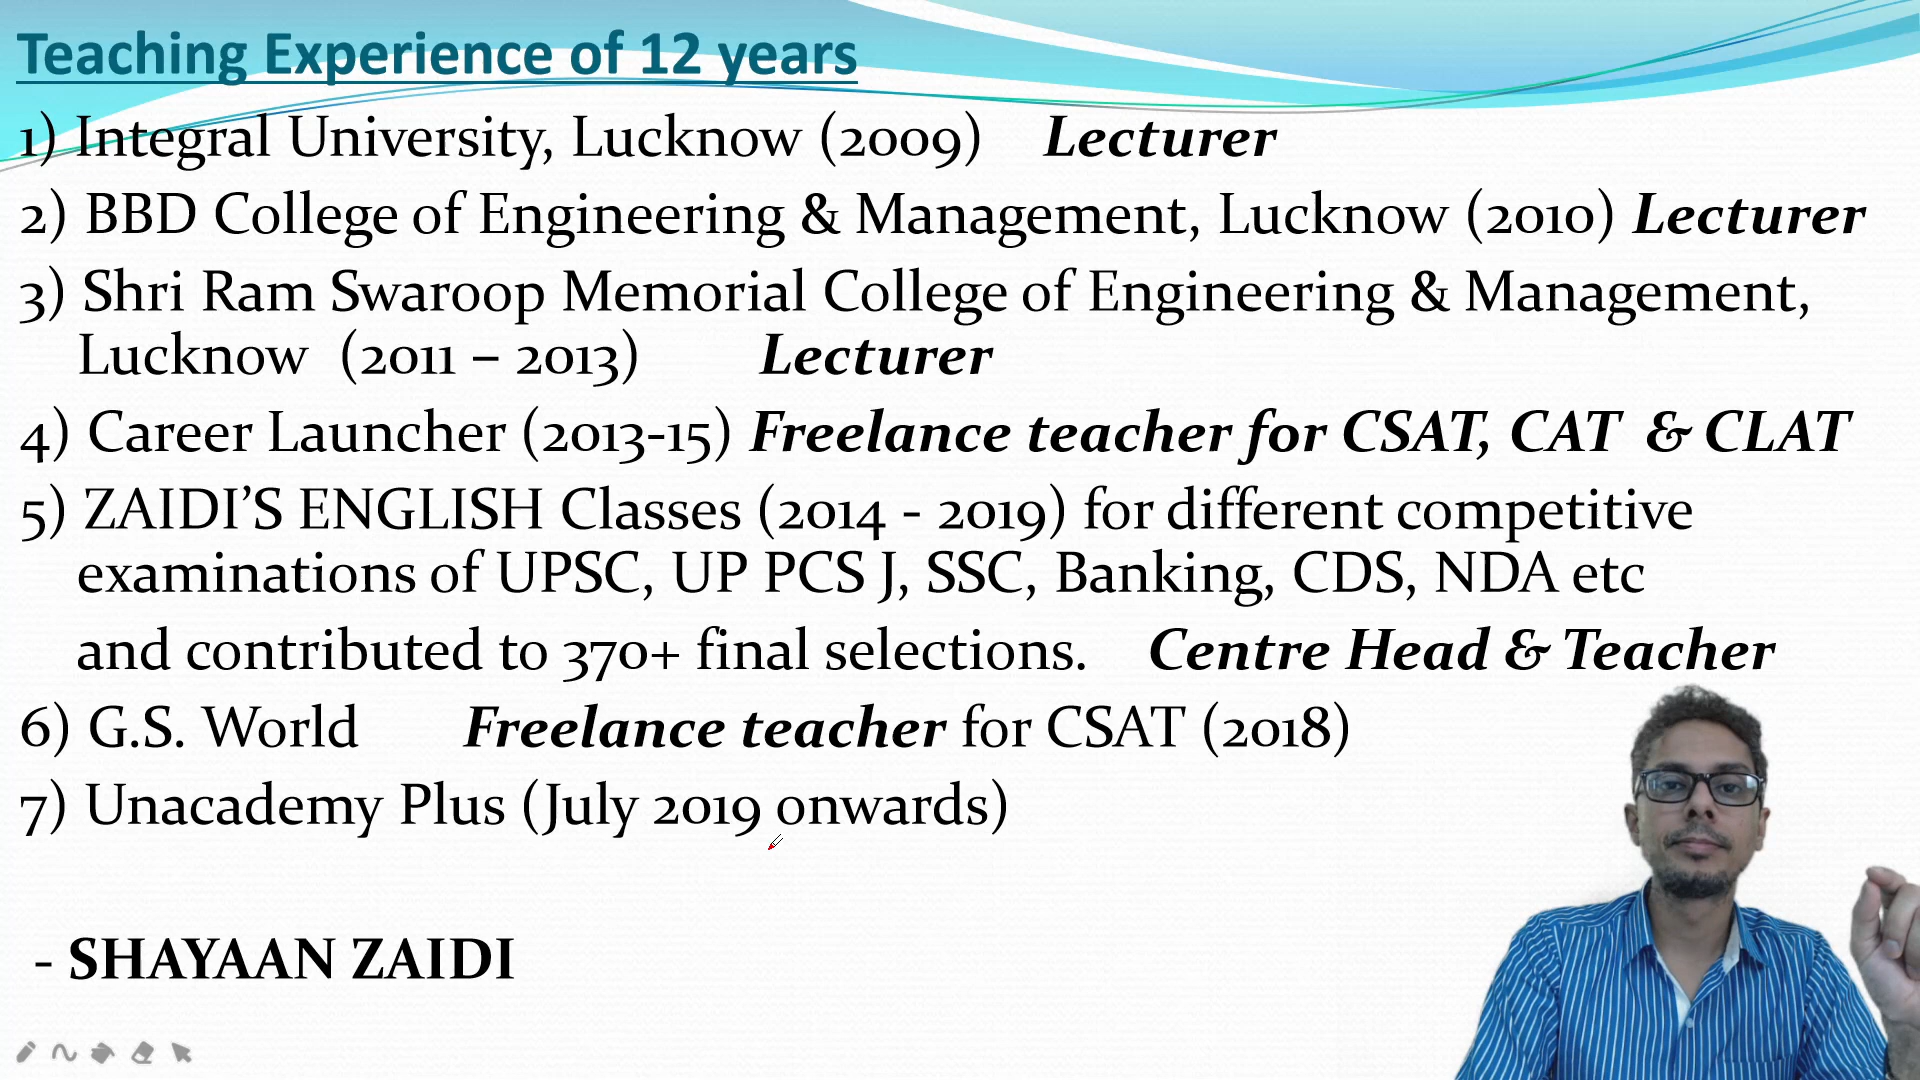 Teaching Experience of 12 years
1) Integral University, Lucknow (2009) Lecturer
2) BBD College of Engineering & Management, Lucknow (2010) Lecturer
3) Shri Ram Swaroop Memorial College of Engineering & Management,
Lucknow (2011 – 2013) Lecturer
4) Career Launcher (2013-15) Freelance teacher for CSAT, CAT & CLAT
5) ZAIDI’S ENGLISH Classes (2014 - 2019) for different competitive
examinations of UPSC, UP PCS J, SSC, Banking, CDS, NDA etc
and contributed to 370+ final selections. Centre Head & Teacher
6) G.S. World Freelance teacher for CSAT (2018)
7) Unacademy Plus (July 2019 onwards)
- SHAYAAN ZAIDI